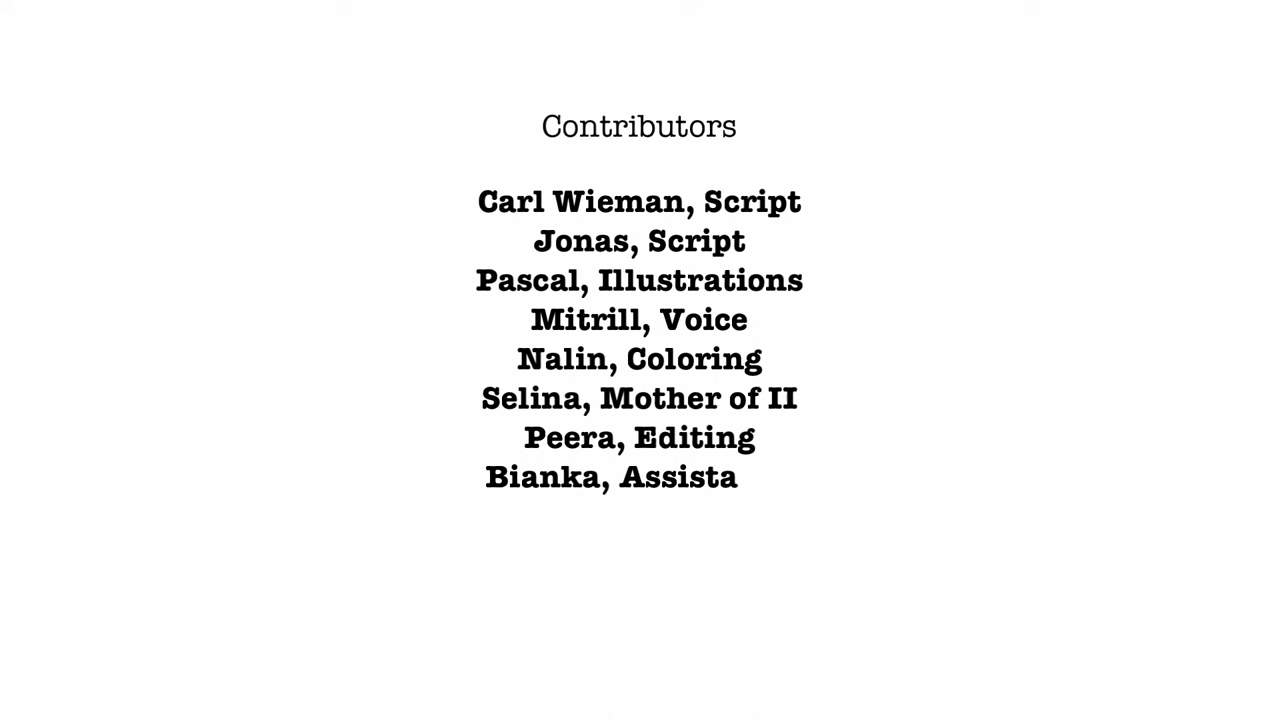 Contributors
Carl Wieman, Script
Jonas, Script
Pascal, Illustrations
Mitrill, Voice
Nalin, Coloring
Selina, Mother of II
Peera, Editing
Bianka, Assista